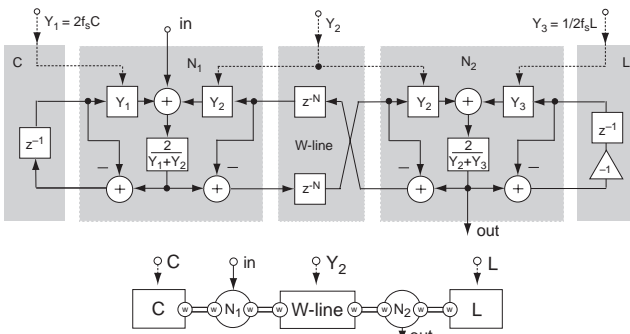 Y₁ = 2fₛC
in
Y₂
Y₃ = 1/2fₛL
C
N₁
N₂
L
Y₁
+
Y₂
z⁻ᴺ
Y₂
+
Y₃
z⁻¹
z⁻¹
W-line
2
Y₁+Y₂
2
Y₂+Y₃
–
–
–
–
-1
+
+
z⁻ᴺ
+
+
out
C
in
Y₂
L
C
w
w
N₁
w
w
W-line
w
w
N₂
w
w
L
out